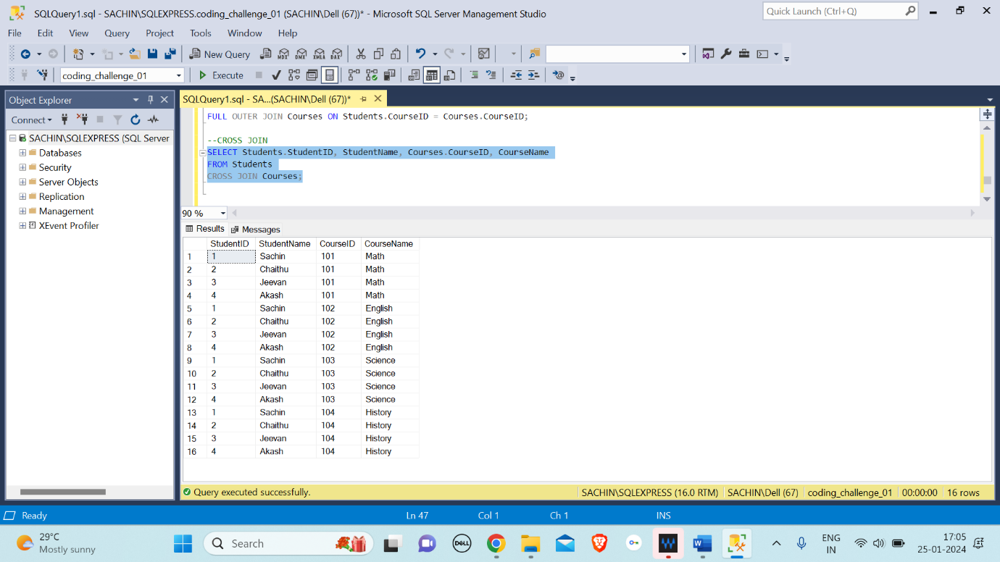 SQLQuery1.sql - SACHIN\SQLEXPRESS.coding_challenge_01 (SACHIN\Dell (67))* - Microsoft SQL Server Management Studio
Quick Launch (Ctrl+Q)
File Edit View Query Project Tools Window Help
New Query MDX DMX XMLA DAX
coding_challenge_01 Execute
Object Explorer
SQLQuery1.sql - SA...(SACHIN\Dell (67))*
Connect
SACHIN\SQLEXPRESS (SQL Server
Databases
Security
Server Objects
Replication
Management
XEvent Profiler
FULL OUTER JOIN Courses ON Students.CourseID = Courses.CourseID;
--CROSS JOIN
SELECT Students.StudentID, StudentName, Courses.CourseID, CourseName
FROM Students
CROSS JOIN Courses;
90 %
Results Messages
StudentID StudentName CourseID CourseName
1 1 Sachin 101 Math
2 2 Chaithu 101 Math
3 3 Jeevan 101 Math
4 4 Akash 101 Math
5 1 Sachin 102 English
6 2 Chaithu 102 English
7 3 Jeevan 102 English
8 4 Akash 102 English
9 1 Sachin 103 Science
10 2 Chaithu 103 Science
11 3 Jeevan 103 Science
12 4 Akash 103 Science
13 1 Sachin 104 History
14 2 Chaithu 104 History
15 3 Jeevan 104 History
16 4 Akash 104 History
Query executed successfully. SACHIN\SQLEXPRESS (16.0 RTM) SACHIN\Dell (67) coding_challenge_01 00:00:00 16 rows
Ready Ln 47 Col 1 Ch 1 INS
29°C
Mostly sunny
Search
DELL
ENG
IN
17:05
25-01-2024